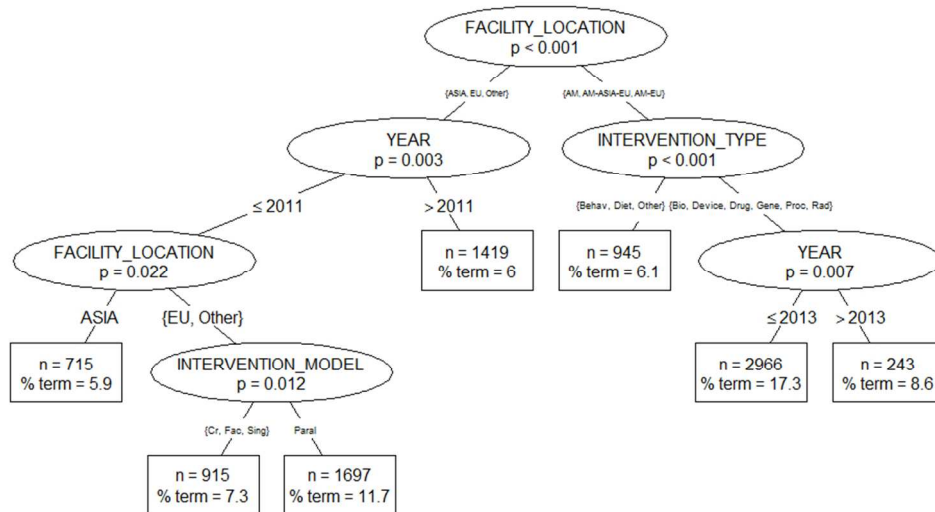 FACILITY_LOCATION
p < 0.001
{ASIA, EU, Other}
{AM, AM-ASIA-EU, AM-EU}
YEAR
p = 0.003
INTERVENTION_TYPE
p < 0.001
≤ 2011
> 2011
{Behav, Diet, Other}
{Bio, Device, Drug, Gene, Proc, Rad}
FACILITY_LOCATION
p = 0.022
n = 1419
% term = 6
n = 945
% term = 6.1
YEAR
p = 0.007
ASIA
{EU, Other}
≤ 2013
> 2013
n = 715
% term = 5.9
INTERVENTION_MODEL
p = 0.012
n = 2966
% term = 17.3
n = 243
% term = 8.6
{Cr, Fac, Sing}
Paral
n = 915
% term = 7.3
n = 1697
% term = 11.7